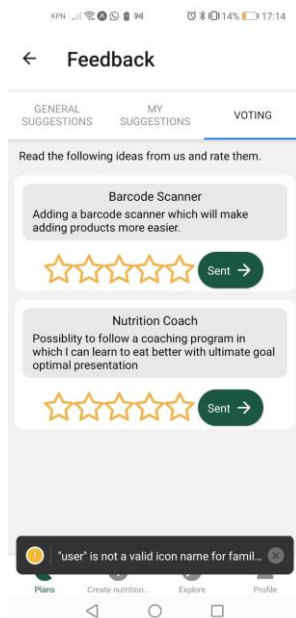 KPN 14% 17:14
Feedback
GENERAL SUGGESTIONS
MY SUGGESTIONS
VOTING
Read the following ideas from us and rate them.
Barcode Scanner
Adding a barcode scanner which will make
adding products more easier.
Sent →
Nutrition Coach
Possiblity to follow a coaching program in
which I can learn to eat better with ultimate goal
optimal presentation
Sent →
"user" is not a valid icon name for famil...
Plans
Create nutrition...
Explore
Profile